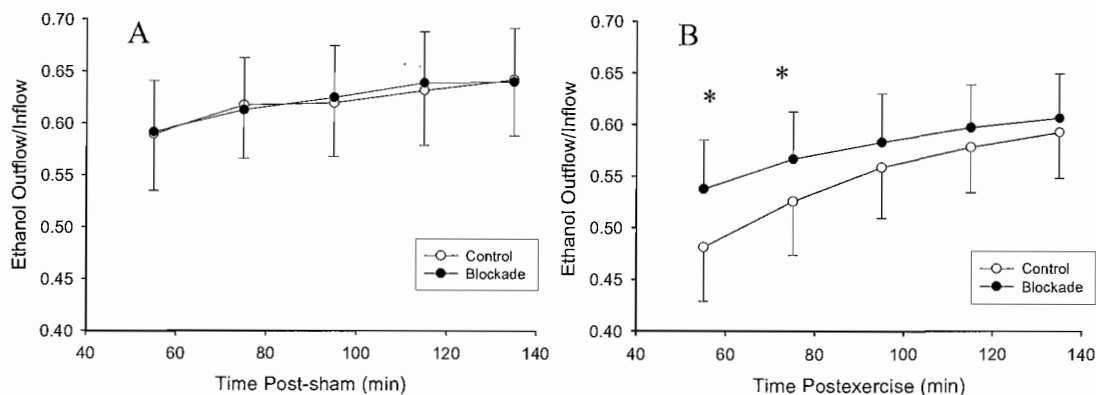 A
0.70
0.65
0.60
0.55
0.50
0.45
0.40
Ethanol Outflow/Inflow
Control
Blockade
40 60 80 100 120 140
Time Post-sham (min)
B
*
*
0.70
0.65
0.60
0.55
0.50
0.45
0.40
Ethanol Outflow/Inflow
Control
Blockade
40 60 80 100 120 140
Time Postexercise (min)